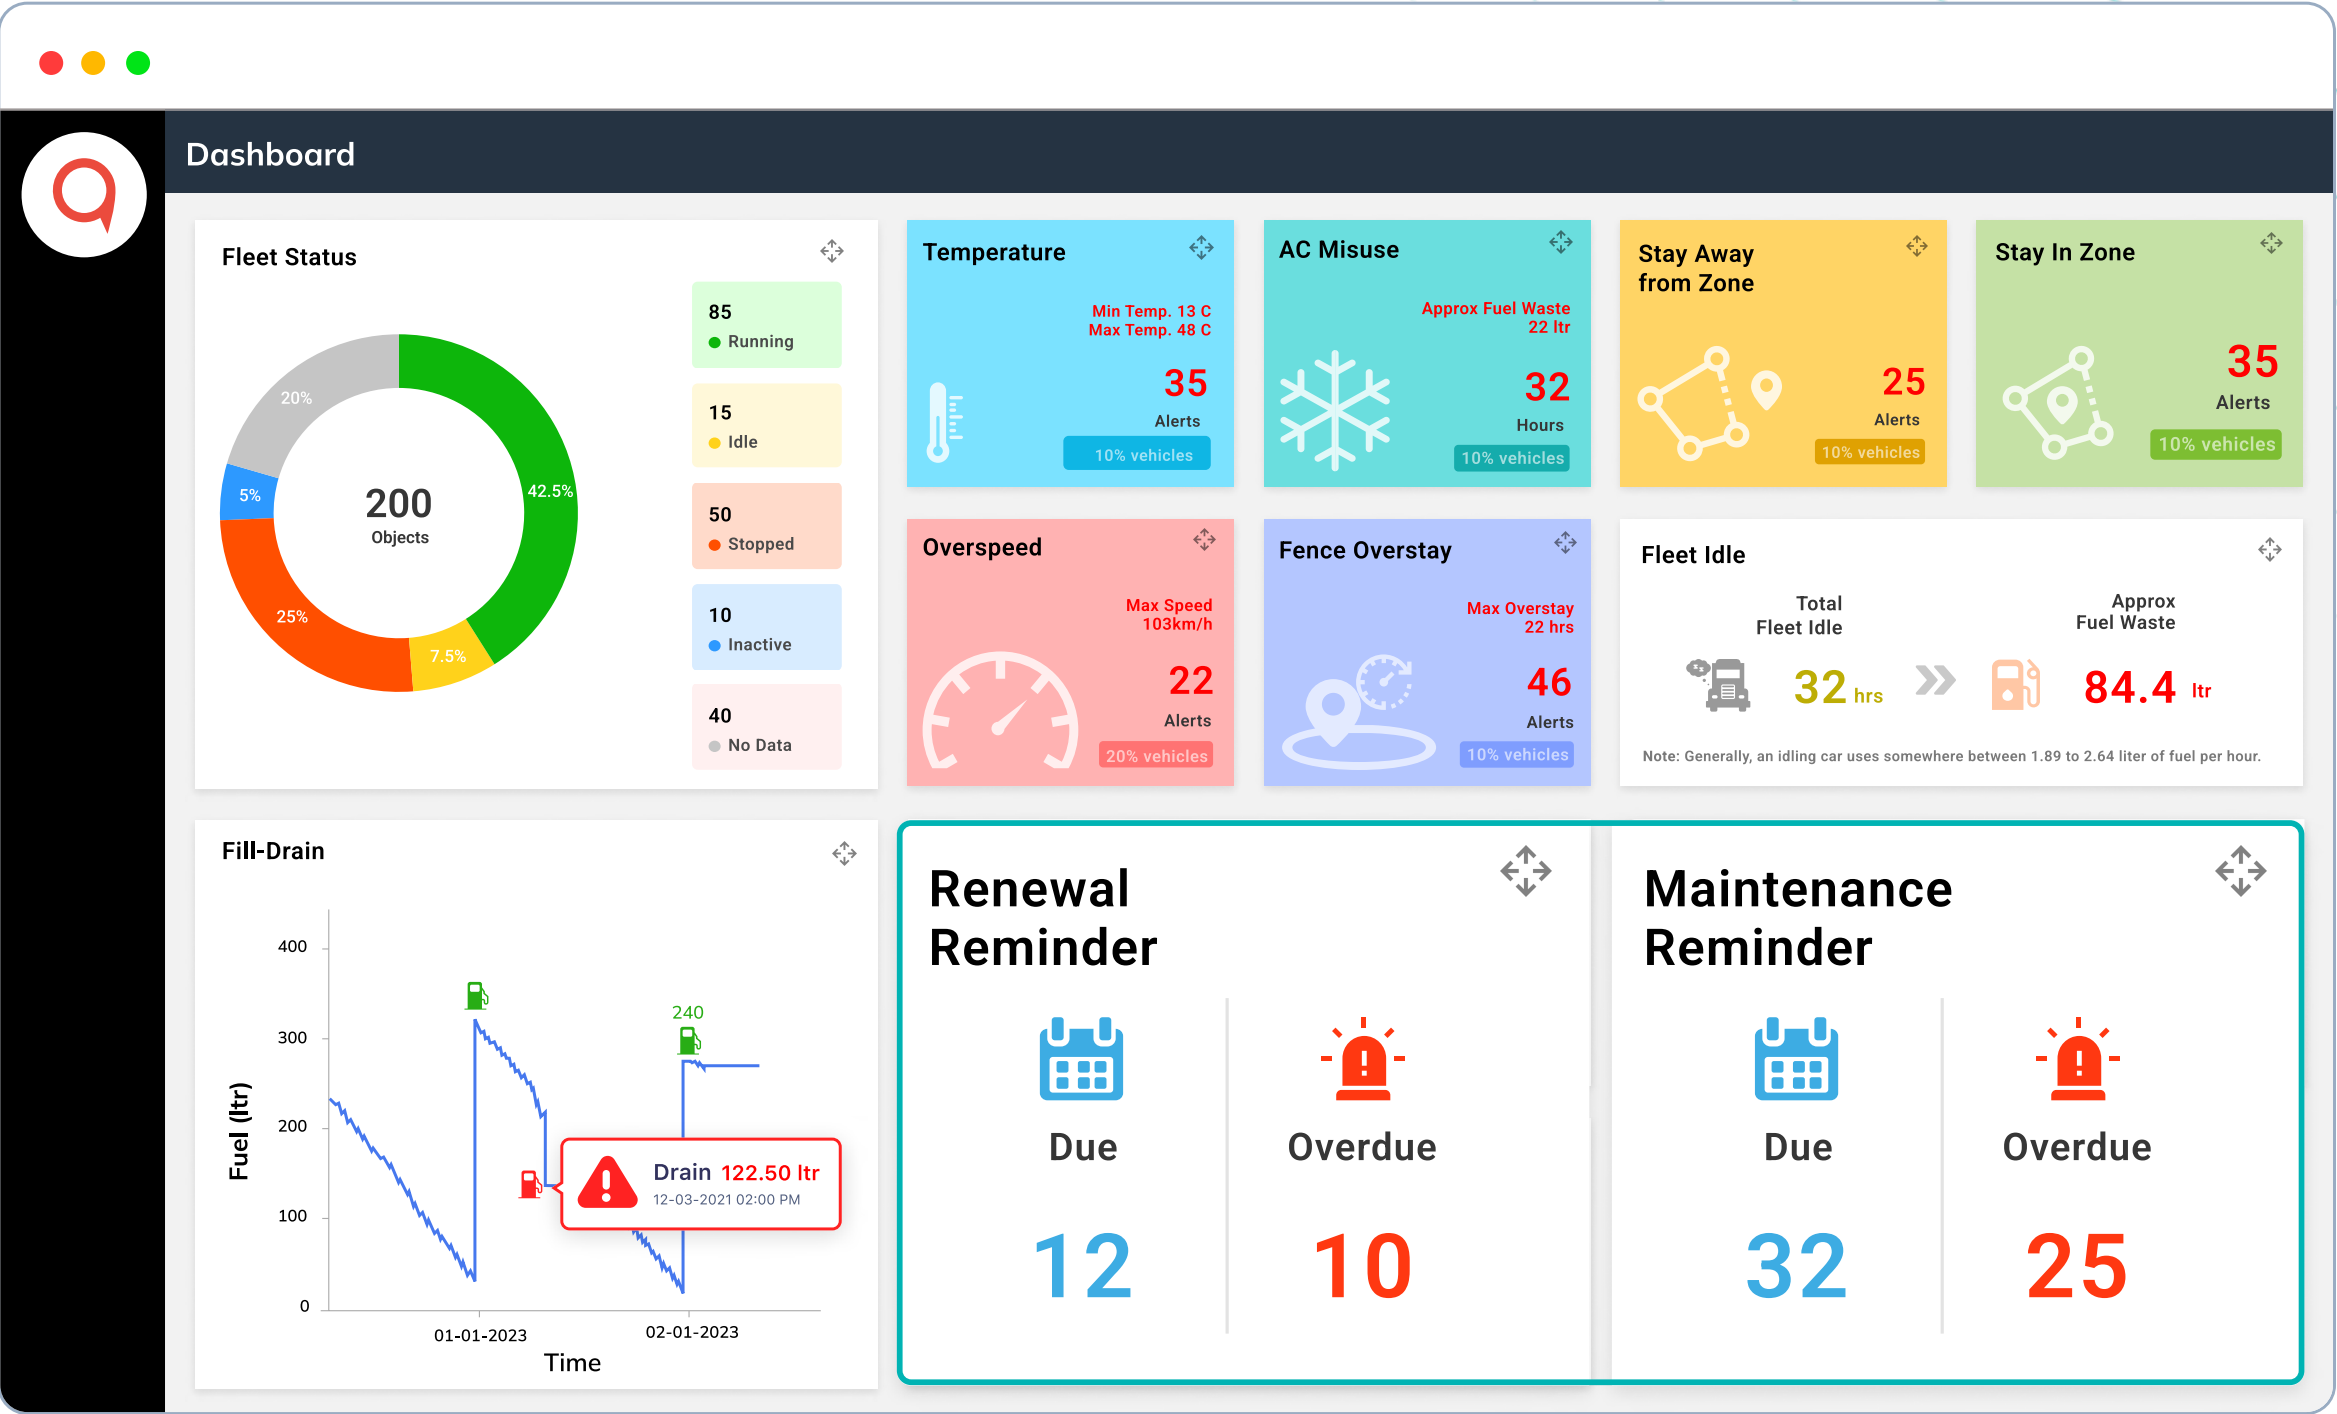 Dashboard
Fleet Status
85
Running
15
Idle
50
Stopped
10
Inactive
40
No Data
20%
5%
42.5%
25%
7.5%
200
Objects
Temperature
Min Temp. 13 C
Max Temp. 48 C
35
Alerts
10% vehicles
AC Misuse
Approx Fuel Waste
22 ltr
32
Hours
10% vehicles
Stay Away
from Zone
25
Alerts
10% vehicles
Stay In Zone
35
Alerts
10% vehicles
Overspeed
Max Speed
103km/h
22
Alerts
20% vehicles
Fence Overstay
Max Overstay
22 hrs
46
Alerts
10% vehicles
Fleet Idle
Total
Fleet Idle
32 hrs
Approx
Fuel Waste
84.4 ltr
Note: Generally, an idling car uses somewhere between 1.89 to 2.64 liter of fuel per hour.
Fill-Drain
400
300
200
100
0
Fuel (ltr)
240
Drain 122.50 ltr
12-03-2021 02:00 PM
01-01-2023
02-01-2023
Time
Renewal
Reminder
Due
12
Overdue
10
Maintenance
Reminder
Due
32
Overdue
25